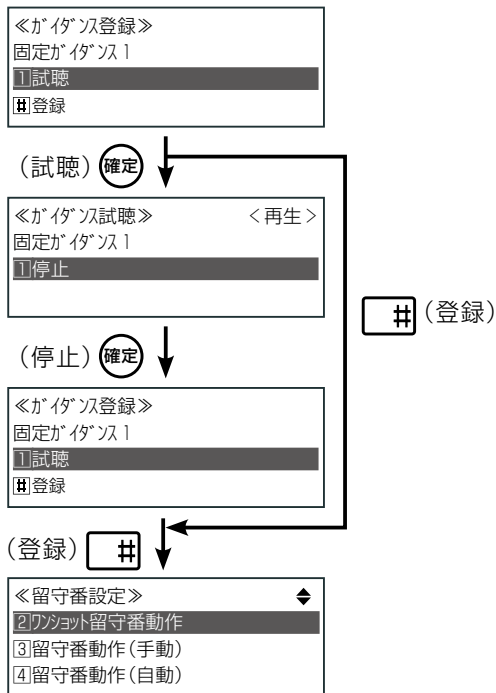 ≪ｶﾞｲﾀﾞﾝｽ登録≫
固定ｶﾞｲﾀﾞﾝｽ1
1試聴
#登録
(試聴) 確定
≪ｶﾞｲﾀﾞﾝｽ試聴≫ <再生>
固定ｶﾞｲﾀﾞﾝｽ1
1停止
# (登録)
(停止) 確定
≪ｶﾞｲﾀﾞﾝｽ登録≫
固定ｶﾞｲﾀﾞﾝｽ1
1試聴
#登録
(登録) #
≪留守番設定≫
2ﾜﾝｼｮｯﾄ留守番動作
3留守番動作(手動)
4留守番動作(自動)